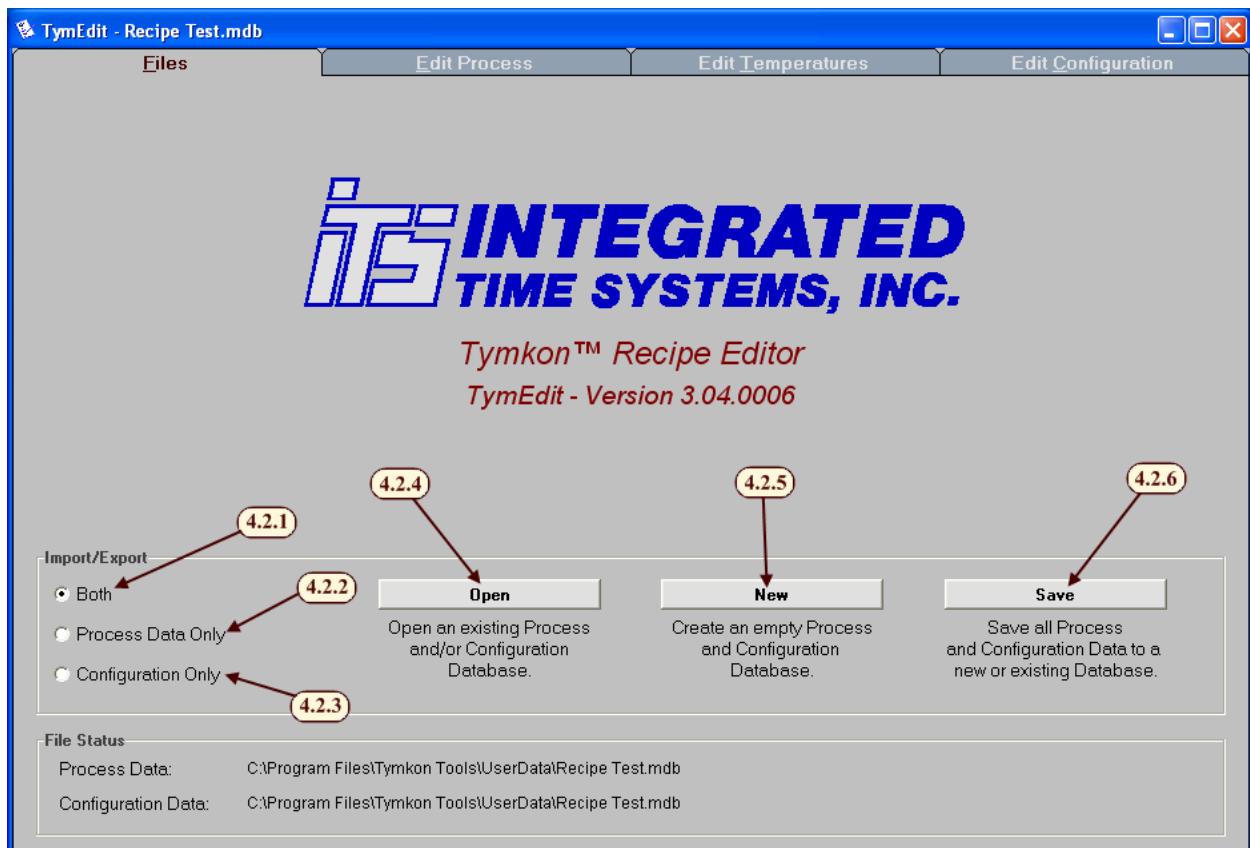 TymEdit - Recipe Test.mdb
Files Edit Process Edit Temperatures Edit Configuration
iTSi INTEGRATED
TIME SYSTEMS, INC.
Tymkon™ Recipe Editor
TymEdit - Version 3.04.0006
4.2.4 4.2.5 4.2.6
4.2.1
Import/Export
Both
4.2.2
Process Data Only
Configuration Only
4.2.3
Open
Open an existing Process
and/or Configuration
Database.
New
Create an empty Process
and Configuration
Database.
Save
Save all Process
and Configuration Data to a
new or existing Database.
File Status
Process Data: C:\Program Files\Tymkon Tools\UserData\Recipe Test.mdb
Configuration Data: C:\Program Files\Tymkon Tools\UserData\Recipe Test.mdb